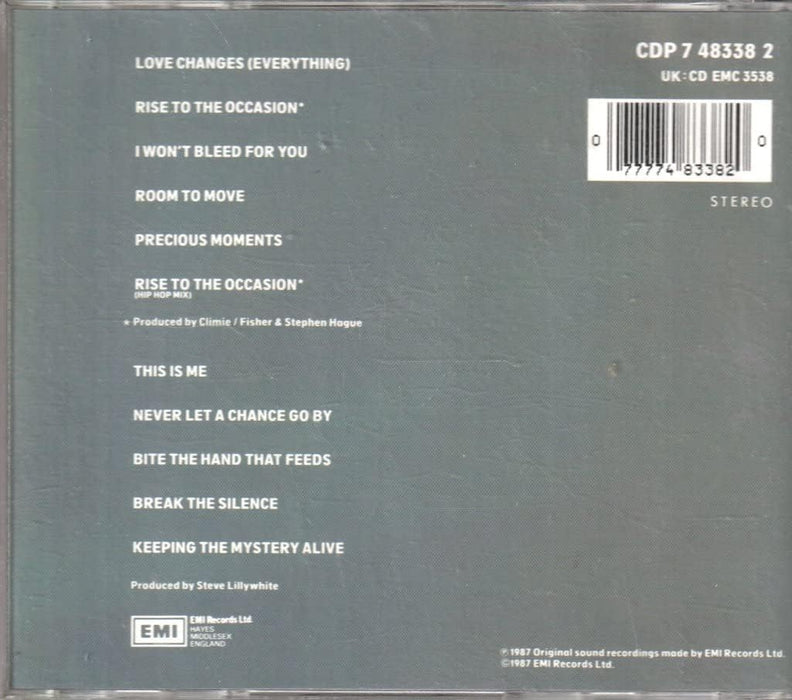 LOVE CHANGES (EVERYTHING)
RISE TO THE OCCASION*
I WON'T BLEED FOR YOU
ROOM TO MOVE
PRECIOUS MOMENTS
RISE TO THE OCCASION*
(HIP HOP MIX)
* Produced by Climie / Fisher & Stephen Hague
THIS IS ME
NEVER LET A CHANCE GO BY
BITE THE HAND THAT FEEDS
BREAK THE SILENCE
KEEPING THE MYSTERY ALIVE
Produced by Steve Lillywhite
EMI
EMI Records Ltd.
HAYES
MIDDLESEX
ENGLAND
CDP 7 48338 2
UK:CD EMC 3538
0 77774 83382 0
STEREO
℗1987 Original sound recordings made by EMI Records Ltd.
©1987 EMI Records Ltd.